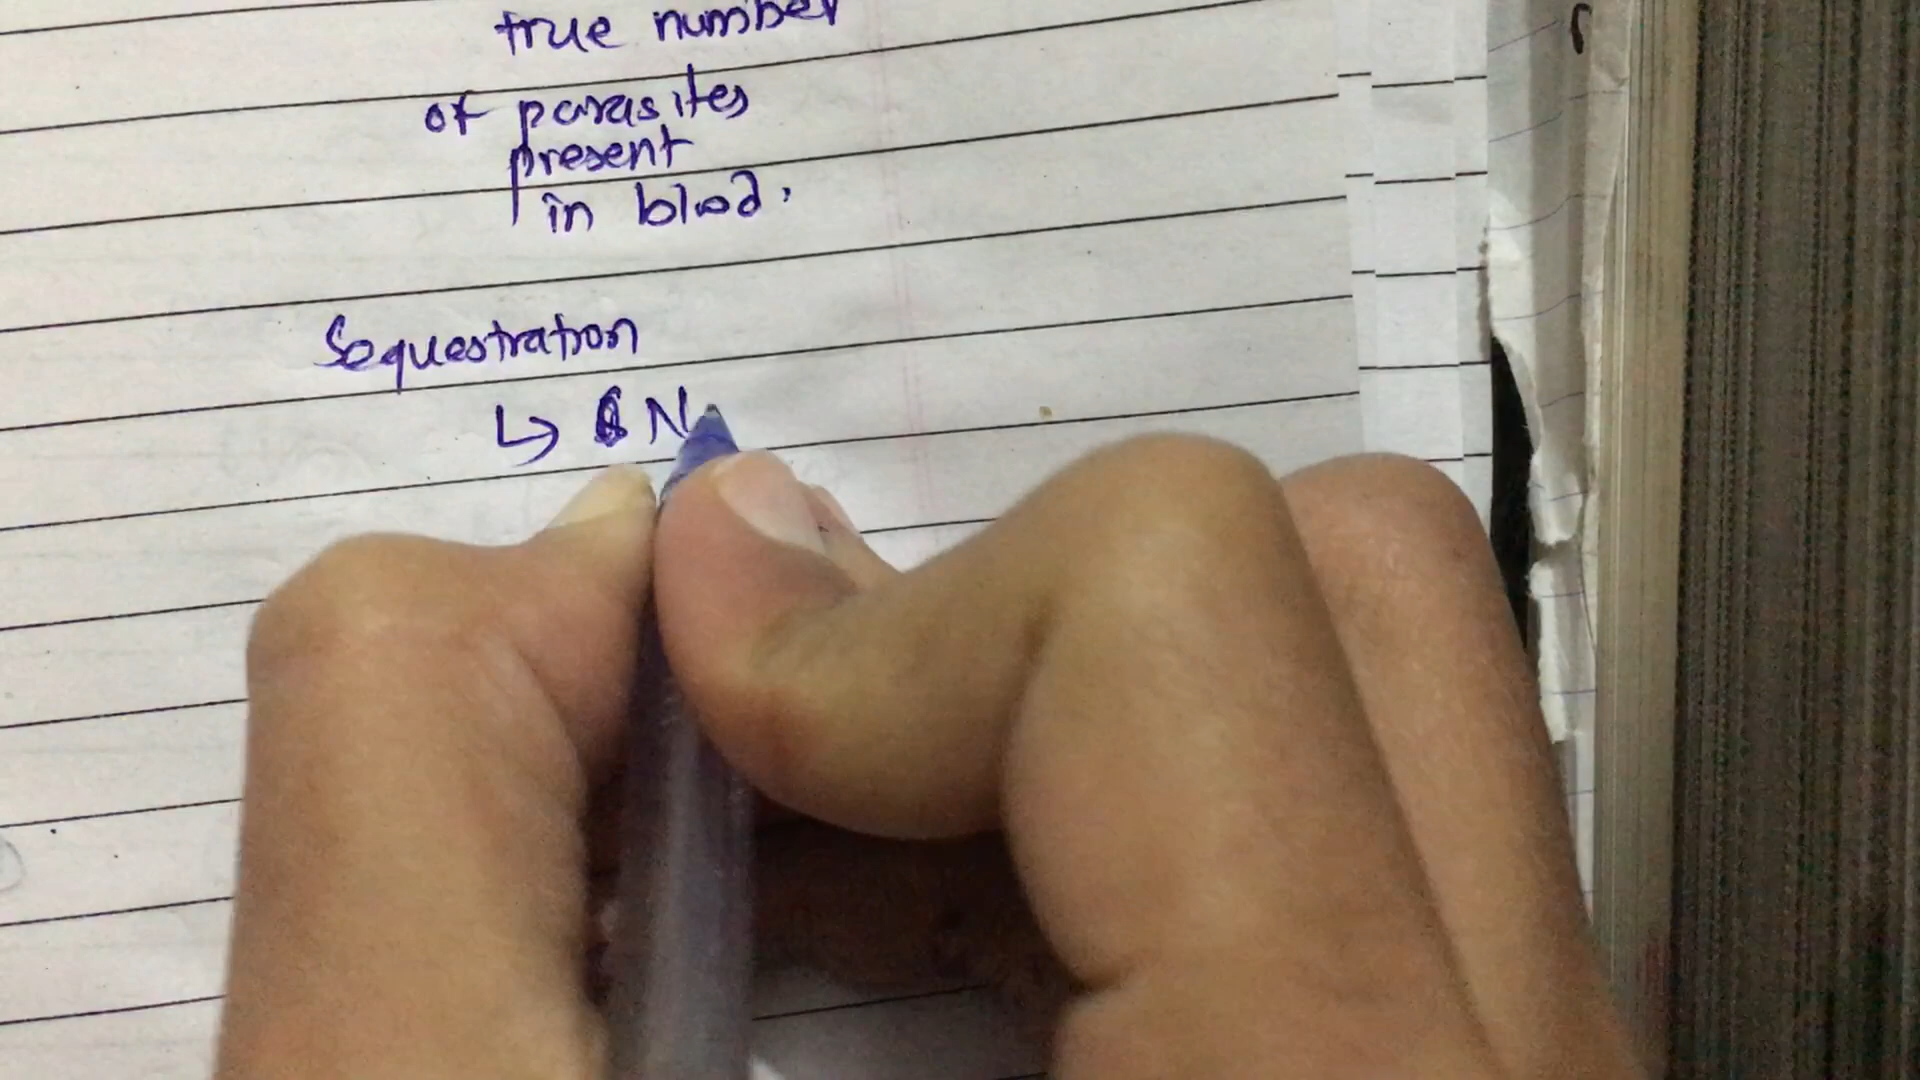 true number
of parasites
present
in blood.
Sequestration
↳ N